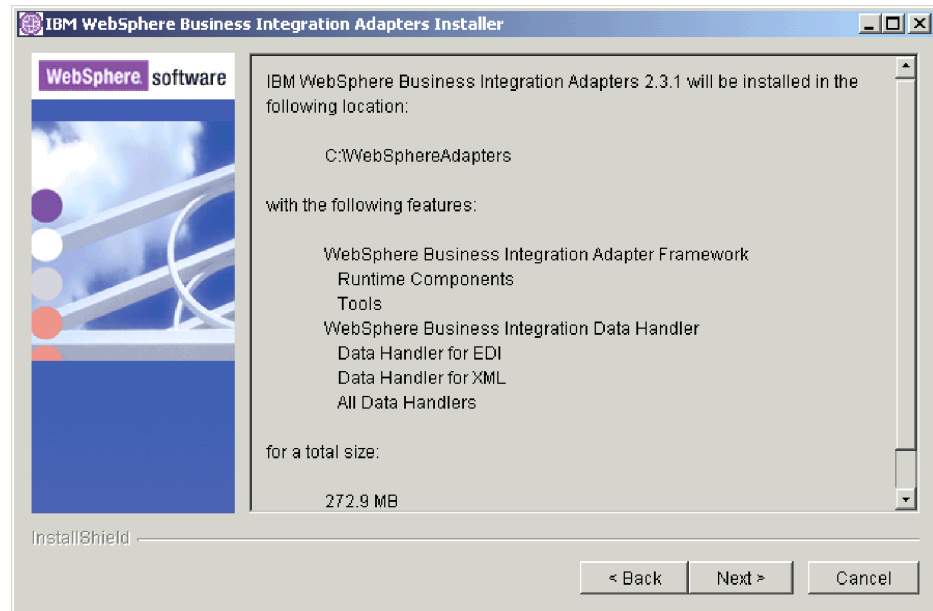 IBM WebSphere Business Integration Adapters Installer
WebSphere software
IBM WebSphere Business Integration Adapters 2.3.1 will be installed in the
following location:
C:\WebSphereAdapters
with the following features:
WebSphere Business Integration Adapter Framework
Runtime Components
Tools
WebSphere Business Integration Data Handler
Data Handler for EDI
Data Handler for XML
All Data Handlers
for a total size:
272.9 MB
InstallShield
< Back
Next >
Cancel